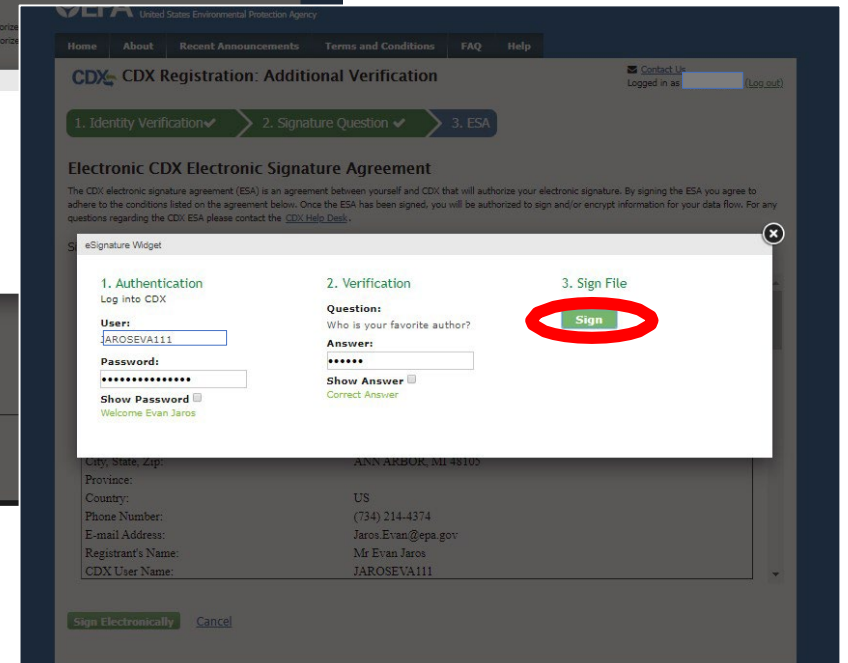 EPA United States Environmental Protection Agency
Home About Recent Announcements Terms and Conditions FAQ Help
CDX CDX Registration: Additional Verification
Contact Us
Logged in as (Log out)
1. Identity Verification✔ 2. Signature Question ✔ 3. ESA
Electronic CDX Electronic Signature Agreement
The CDX electronic signature agreement (ESA) is an agreement between yourself and CDX that will authorize your electronic signature. By signing the ESA you agree to
adhere to the conditions listed on the agreement below. Once the ESA has been signed, you will be authorized to sign and/or encrypt information for your data flow. For any
questions regarding the CDX ESA please contact the CDX Help Desk.
eSignature Widget
1. Authentication
Log into CDX
User:
JAROSEVA111
Password:
•••••••••••••••
Show Password
Welcome Evan Jaros
2. Verification
Question:
Who is your favorite author?
Answer:
••••••
Show Answer
Correct Answer
3. Sign File
Sign
City, State, Zip: ANN ARBOR, MI 48105
Province:
Country: US
Phone Number: (734) 214-4374
E-mail Address: Jaros.Evan@epa.gov
Registrant's Name: Mr Evan Jaros
CDX User Name: JAROSEVA111
Sign Electronically Cancel